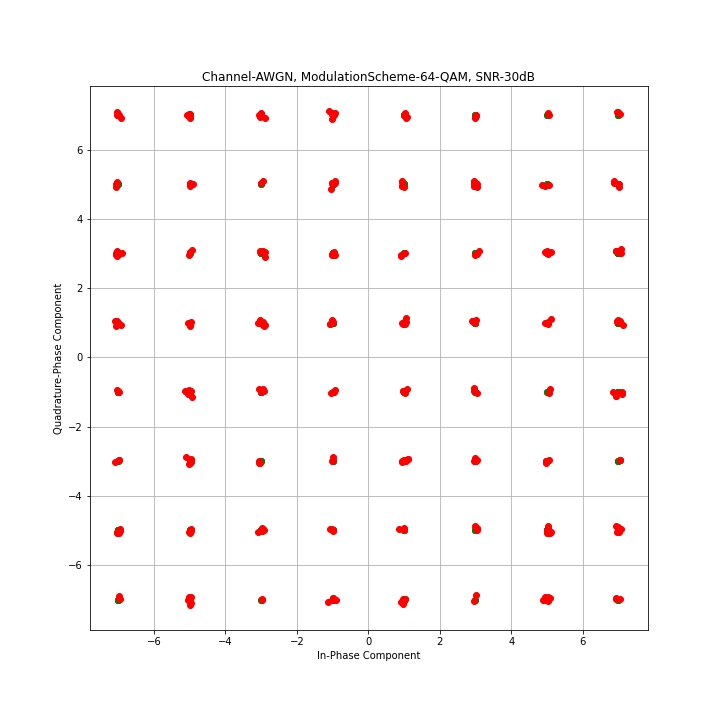 Channel-AWGN, ModulationScheme-64-QAM, SNR-30dB
6
4
2
0
−2
−4
−6
Quadrature-Phase Component
−6 −4 −2 0 2 4 6
In-Phase Component